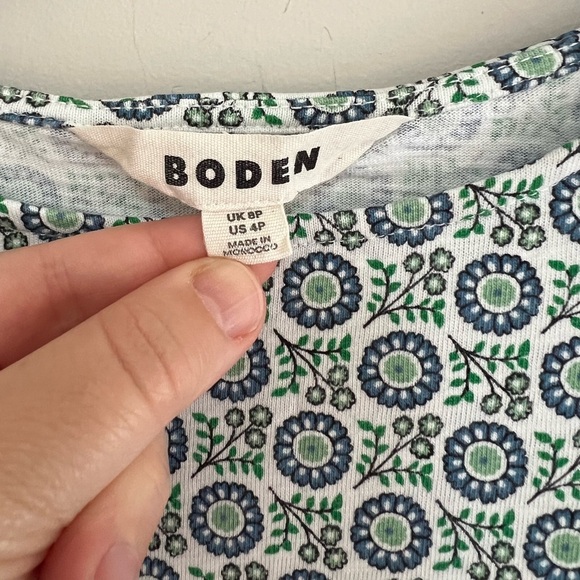 BODEN
UK 8P
US 4P
MADE IN
MOROCCO